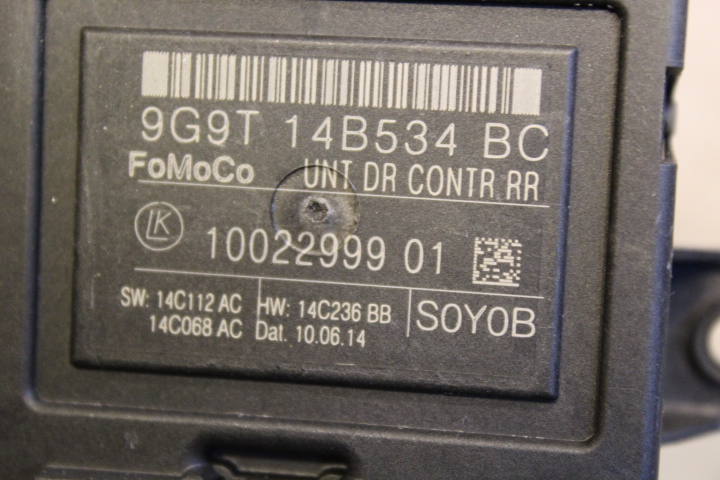 9G9T 14B534 BC
FoMoCo UNT DR CONTR RR
LK 10022999 01
SW: 14C112 AC HW: 14C236 BB S0Y0B
14C068 AC Dat. 10.06.14